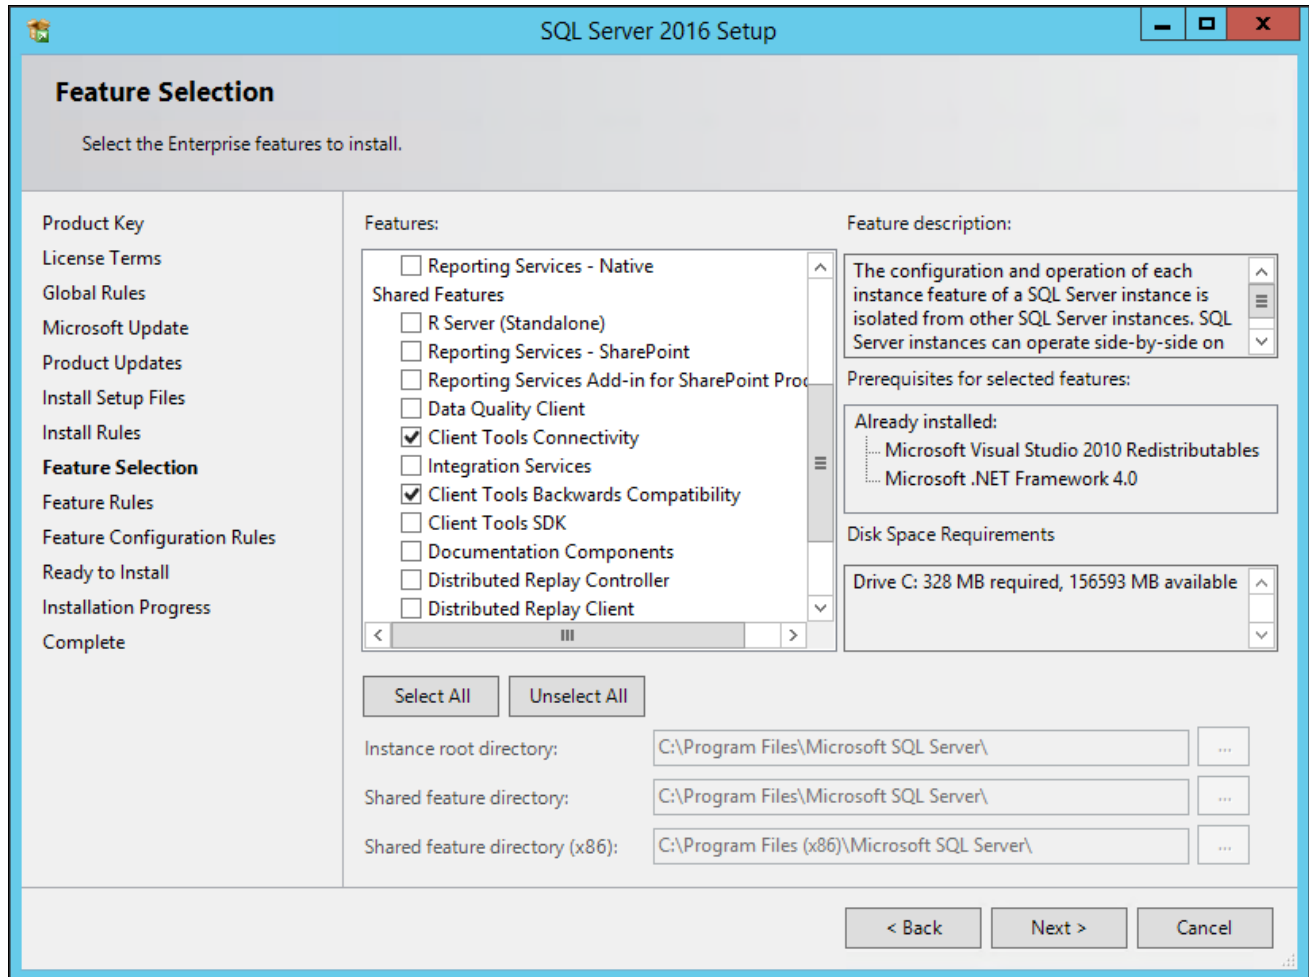 SQL Server 2016 Setup
Feature Selection
Select the Enterprise features to install.
Product Key
License Terms
Global Rules
Microsoft Update
Product Updates
Install Setup Files
Install Rules
Feature Selection
Feature Rules
Feature Configuration Rules
Ready to Install
Installation Progress
Complete
Features:
Reporting Services - Native
Shared Features
R Server (Standalone)
Reporting Services - SharePoint
Reporting Services Add-in for SharePoint Proc
Data Quality Client
Client Tools Connectivity
Integration Services
Client Tools Backwards Compatibility
Client Tools SDK
Documentation Components
Distributed Replay Controller
Distributed Replay Client
Feature description:
The configuration and operation of each
instance feature of a SQL Server instance is
isolated from other SQL Server instances. SQL
Server instances can operate side-by-side on
Prerequisites for selected features:
Already installed:
Microsoft Visual Studio 2010 Redistributables
Microsoft .NET Framework 4.0
Disk Space Requirements
Drive C: 328 MB required, 156593 MB available
Select All
Unselect All
Instance root directory:
C:\Program Files\Microsoft SQL Server\
...
Shared feature directory:
C:\Program Files\Microsoft SQL Server\
...
Shared feature directory (x86):
C:\Program Files (x86)\Microsoft SQL Server\
...
< Back
Next >
Cancel